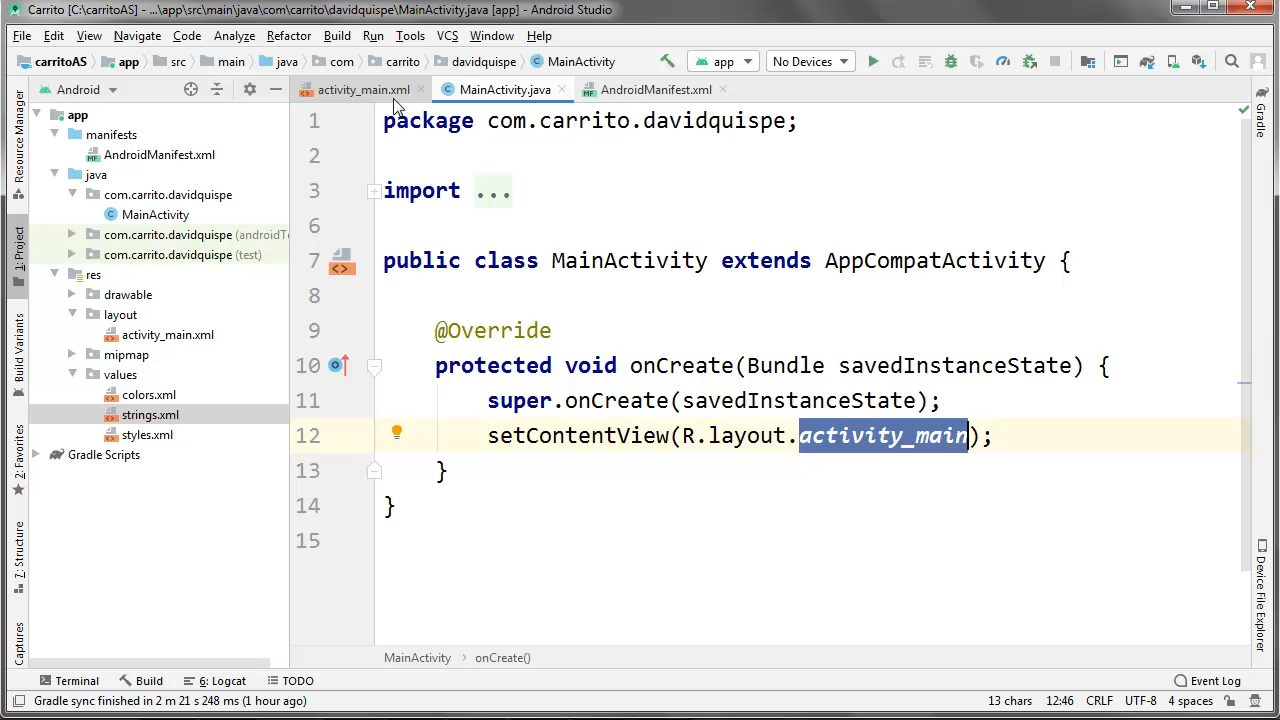 Carrito [C:\carritoAS] - ...\app\src\main\java\com\carrito\davidquispe\MainActivity.java [app] - Android Studio
File Edit View Navigate Code Analyze Refactor Build Run Tools VCS Window Help
carritoAS app src main java com carrito davidquispe MainActivity app No Devices
Android activity_main.xml MainActivity.java AndroidManifest.xml
Resource Manager
1: Project
Build Variants
2: Favorites
7: Structure
Captures
app
manifests
AndroidManifest.xml
java
com.carrito.davidquispe
MainActivity
com.carrito.davidquispe (androidTe
com.carrito.davidquispe (test)
res
drawable
layout
activity_main.xml
mipmap
values
colors.xml
strings.xml
styles.xml
Gradle Scripts
1 package com.carrito.davidquispe;
2
3 import ...
6
7 public class MainActivity extends AppCompatActivity {
8
9 @Override
10 protected void onCreate(Bundle savedInstanceState) {
11 super.onCreate(savedInstanceState);
12 setContentView(R.layout.activity_main);
13 }
14 }
15
MainActivity onCreate()
Gradle
Device File Explorer
Terminal Build 6: Logcat TODO Event Log
Gradle sync finished in 2 m 21 s 248 ms (1 hour ago) 13 chars 12:46 CRLF UTF-8 4 spaces